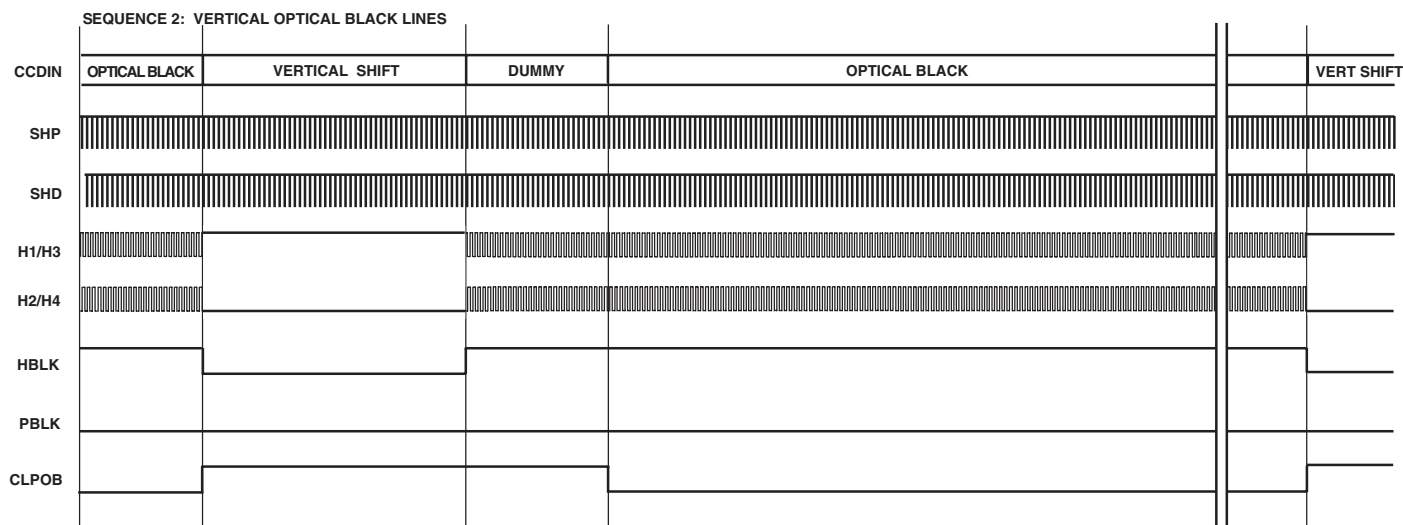 SEQUENCE 2: VERTICAL OPTICAL BLACK LINES
CCDIN OPTICAL BLACK VERTICAL SHIFT DUMMY OPTICAL BLACK VERT SHIFT
SHP
SHD
H1/H3
H2/H4
HBLK
PBLK
CLPOB